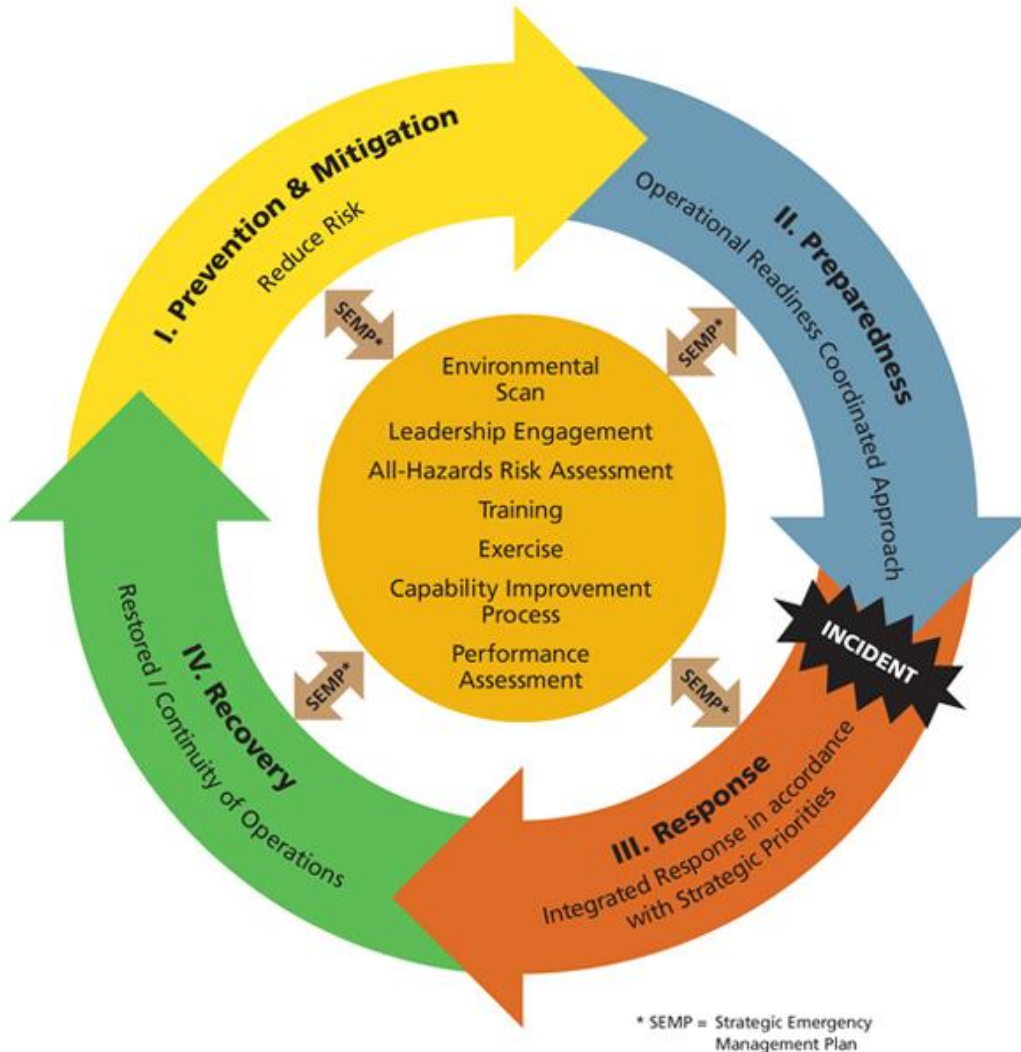 I. Prevention & Mitigation
Reduce Risk
II. Preparedness
Operational Readiness Coordinated Approach
SEMP*
SEMP*
Environmental
Scan
Leadership Engagement
All-Hazards Risk Assessment
Training
Exercise
Capability Improvement
Process
Performance
Assessment
INCIDENT
SEMP*
SEMP*
III. Response
Integrated Response in accordance
with Strategic Priorities
IV. Recovery
Restored / Continuity of Operations
* SEMP = Strategic Emergency
Management Plan